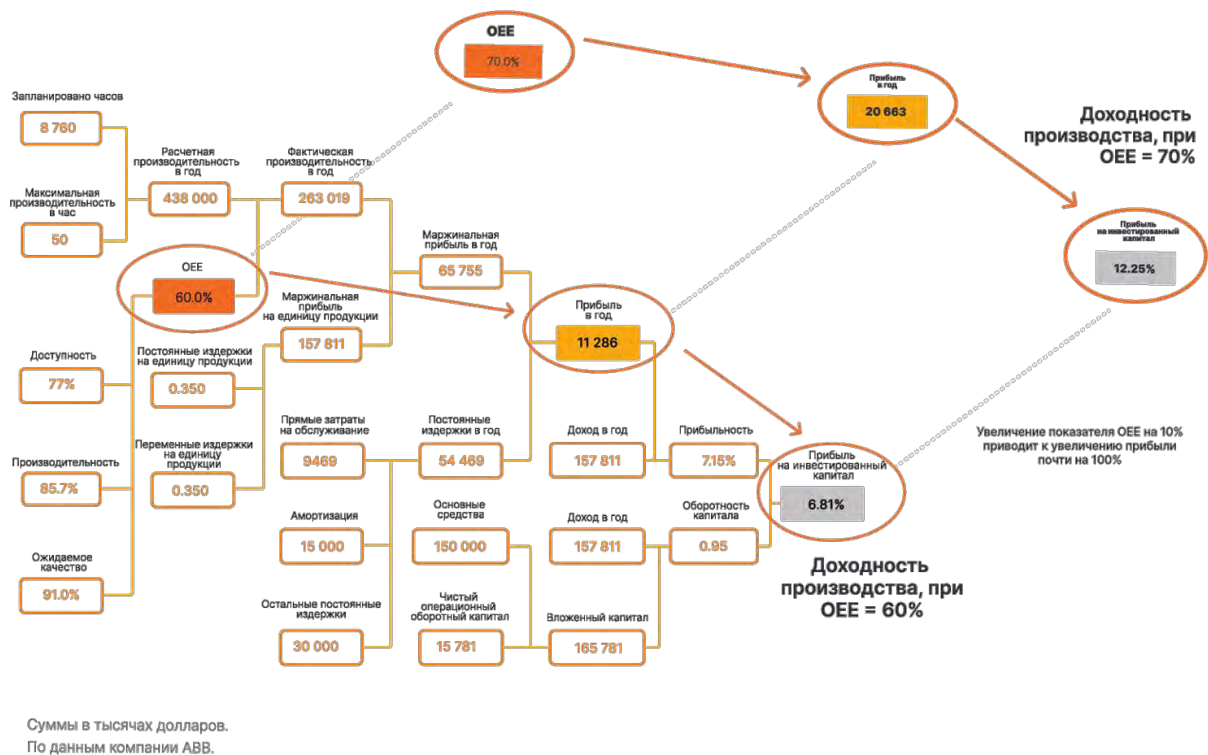 OEE
70.0%
Прибыль
в год
20 663
Доходность
производства, при
OEE = 70%
Прибыль
на инвестированный
капитал
12.25%
Запланировано часов
8 760
Максимальная
производительность
в час
50
Расчетная
производительность
в год
438 000
Фактическая
производительность
в год
263 019
OEE
60.0%
Маржинальная
прибыль в год
65 755
Маржинальная
прибыль
на единицу продукции
157 811
Прибыль
в год
11 286
Доступность
77%
Постоянные издержки
на единицу продукции
0.350
Производительность
85.7%
Переменные издержки
на единицу
продукции
0.350
Ожидаемое
качество
91.0%
Прямые затраты
на обслуживание
9469
Постоянные
издержки в год
54 469
Доход в год
157 811
Прибыльность
7.15%
Прибыль
на инвестированный
капитал
6.81%
Увеличение показателя OEE на 10%
приводит к увеличению прибыли
почти на 100%
Амортизация
15 000
Основные
средства
150 000
Доход в год
157 811
Оборотность
капитала
0.95
Остальные постоянные
издержки
30 000
Чистый
операционный
оборотный капитал
15 781
Вложенный капитал
165 781
Доходность
производства, при
OEE = 60%
Суммы в тысячах долларов.
По данным компании ABB.